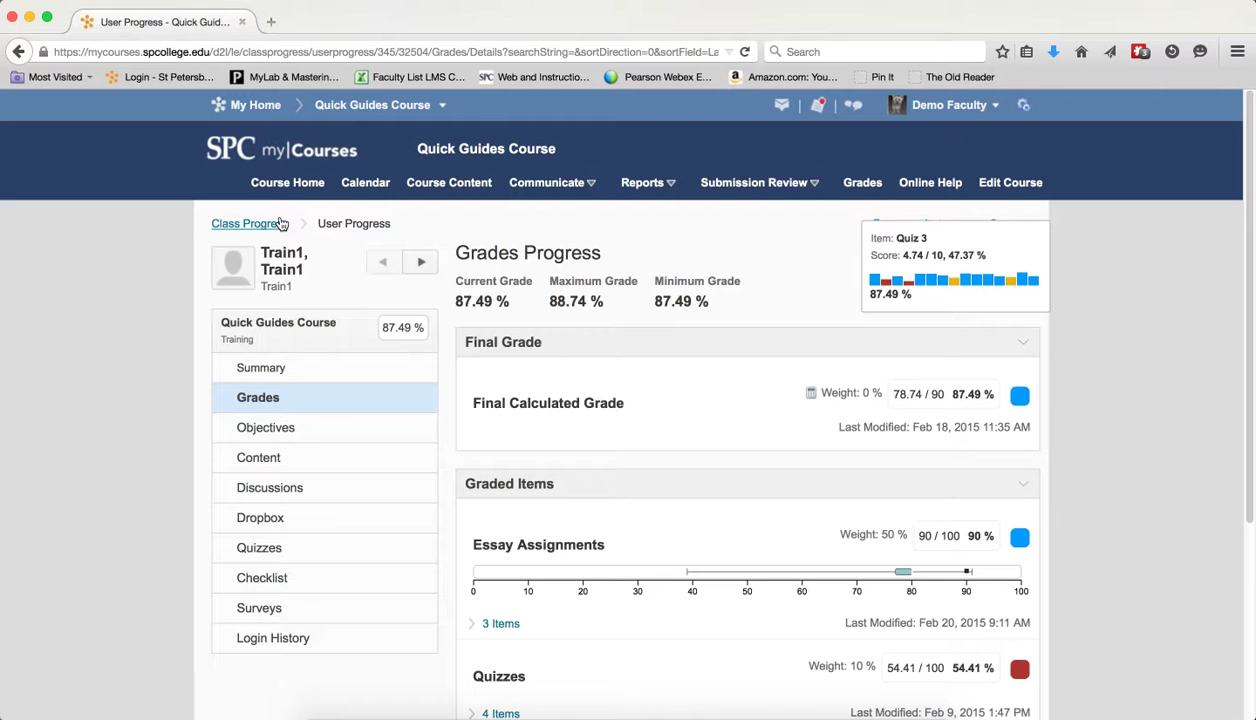 User Progress - Quick Guid...
https://mycourses.spcollege.edu/d2l/le/classprogress/userprogress/345/32504/Grades/Details?searchString=&sortDirection=0&sortField=La
Search
Most Visited
Login - St Petersb...
MyLab & Mastering...
Faculty List LMS C...
SPC Web and Instructio...
Pearson Webex E...
Amazon.com: You...
Pin It
The Old Reader
My Home
Quick Guides Course
Demo Faculty
SPC my|Courses
Quick Guides Course
Course Home
Calendar
Course Content
Communicate
Reports
Submission Review
Grades
Online Help
Edit Course
Class Progre
User Progress
Train1,
Train1
Train1
Quick Guides Course
Training
87.49 %
Summary
Grades
Objectives
Content
Discussions
Dropbox
Quizzes
Checklist
Surveys
Login History
Grades Progress
Current Grade
Maximum Grade
Minimum Grade
87.49 %
88.74 %
87.49 %
Item: Quiz 3
Score: 4.74 / 10, 47.37 %
87.49 %
Final Grade
Final Calculated Grade
Weight: 0 %
78.74 / 90 87.49 %
Last Modified: Feb 18, 2015 11:35 AM
Graded Items
Essay Assignments
Weight: 50 %
90 / 100 90 %
0 10 20 30 40 50 60 70 80 90 100
3 Items
Last Modified: Feb 20, 2015 9:11 AM
Quizzes
Weight: 10 %
54.41 / 100 54.41 %
4 Items
Last Modified: Feb 9, 2015 1:47 PM